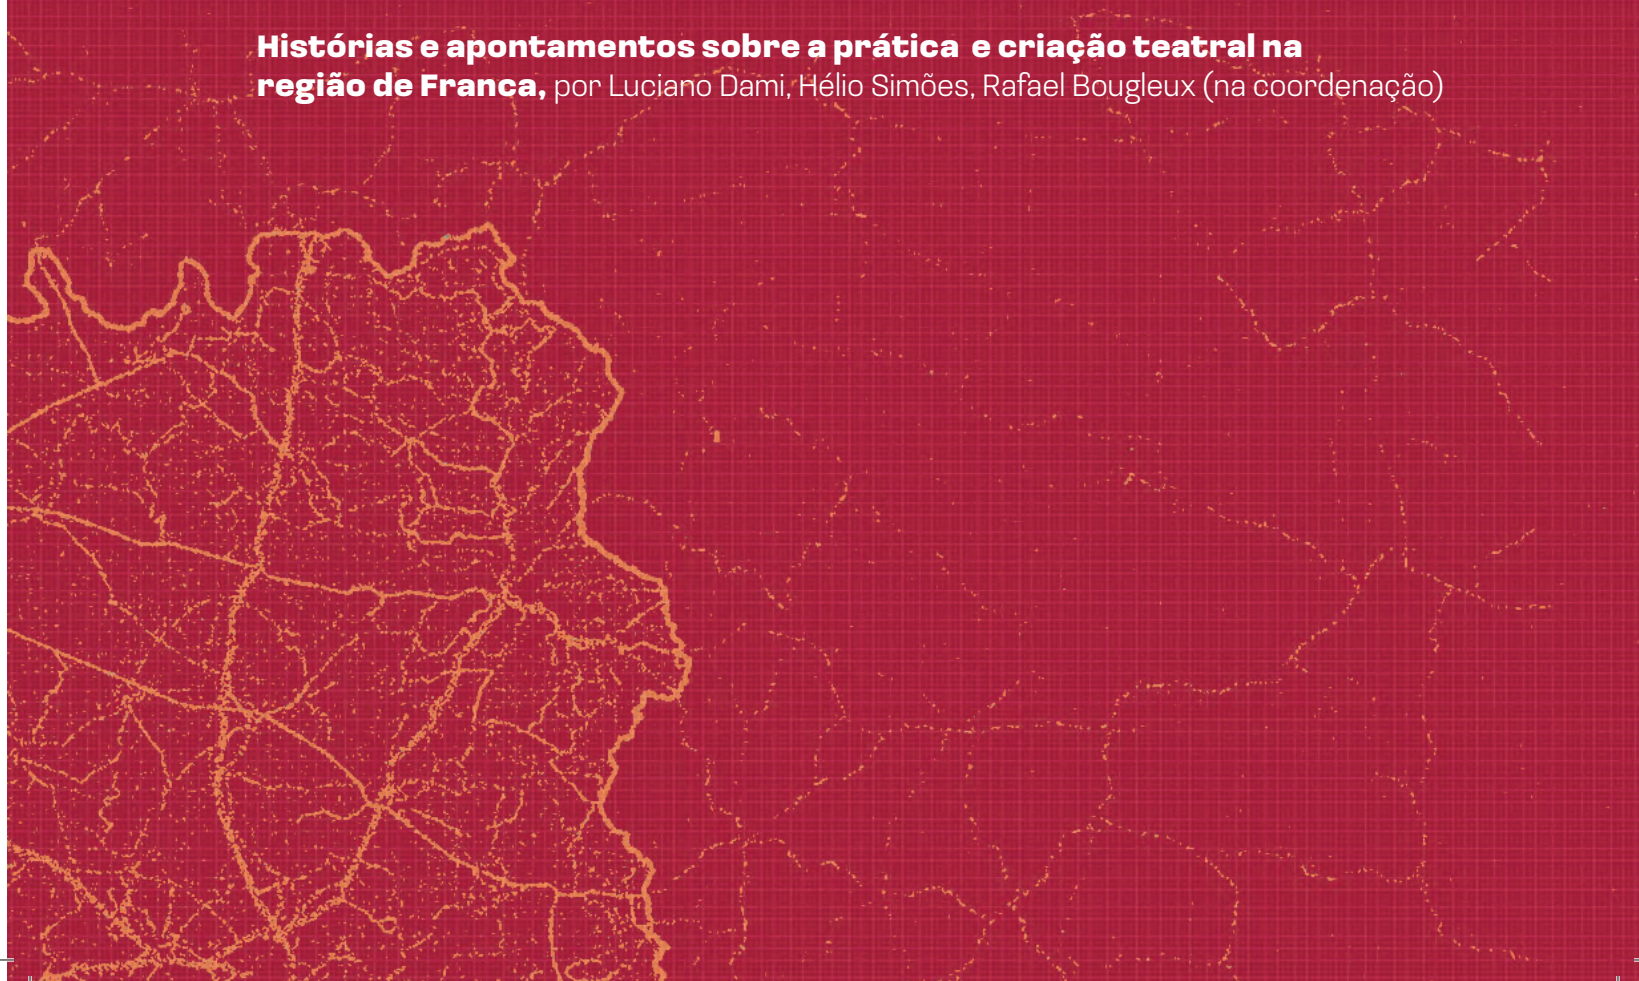 Histórias e apontamentos sobre a prática e criação teatral na
região de Franca, por Luciano Dami, Hélio Simões, Rafael Bougleux (na coordenação)